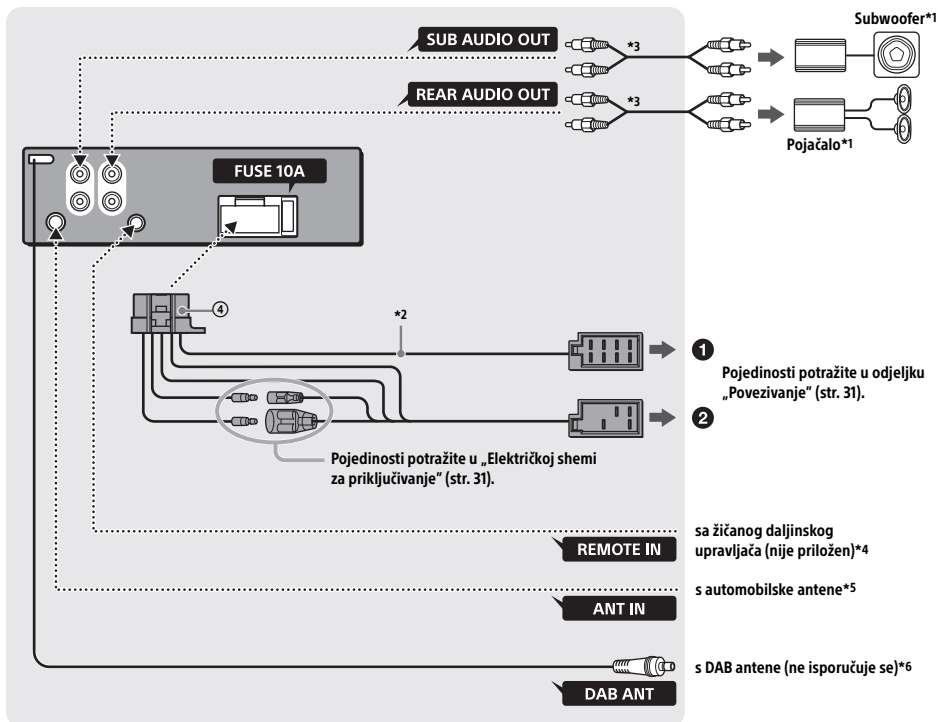 Subwoofer*1
SUB AUDIO OUT
*3
REAR AUDIO OUT
*3
Pojačalo*1
FUSE 10A
④
*2
❶
Pojedinosti potražite u odjeljku
„Povezivanje” (str. 31).
❷
Pojedinosti potražite u „Električkoj shemi
za priključivanje” (str. 31).
sa žičanog daljinskog
upravljača (nije priložen)*4
REMOTE IN
s automobilske antene*5
ANT IN
s DAB antene (ne isporučuje se)*6
DAB ANT